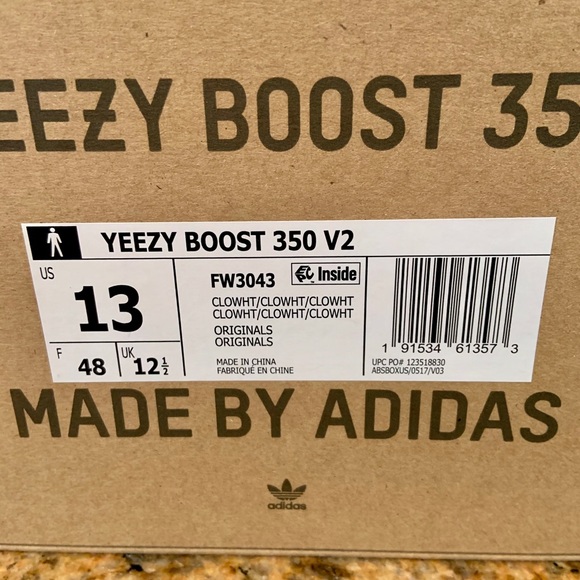 EEZY BOOST 35
YEEZY BOOST 350 V2
US
13
F 48
UK 12½
FW3043 Inside
CLOWHT/CLOWHT/CLOWHT
CLOWHT/CLOWHT/CLOWHT
ORIGINALS
ORIGINALS
MADE IN CHINA
FABRIQUÉ EN CHINE
1 91534 61357 3
UPC PO# 123518830
ABSBOXUS/0517/V03
MADE BY ADIDAS
adidas